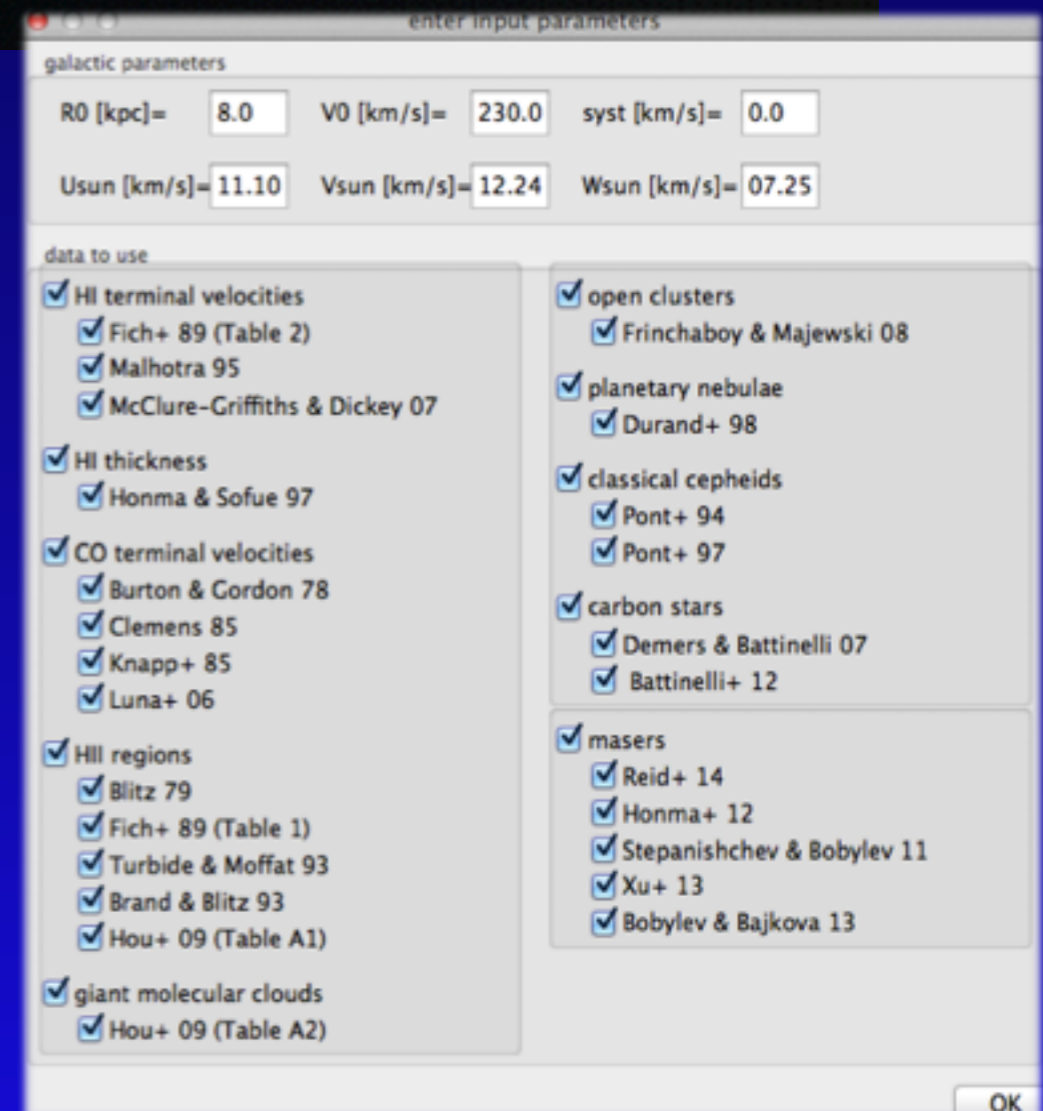 enter input parameters
galactic parameters
R0 [kpc]= 8.0 V0 [km/s]= 230.0 syst [km/s]= 0.0
Usun [km/s]= 11.10 Vsun [km/s]= 12.24 Wsun [km/s]= 07.25
data to use
HI terminal velocities
Fich+ 89 (Table 2)
Malhotra 95
McClure-Griffiths & Dickey 07
HI thickness
Honma & Sofue 97
CO terminal velocities
Burton & Gordon 78
Clemens 85
Knapp+ 85
Luna+ 06
HII regions
Blitz 79
Fich+ 89 (Table 1)
Turbide & Moffat 93
Brand & Blitz 93
Hou+ 09 (Table A1)
giant molecular clouds
Hou+ 09 (Table A2)
open clusters
Frinchaboy & Majewski 08
planetary nebulae
Durand+ 98
classical cepheids
Pont+ 94
Pont+ 97
carbon stars
Demers & Battinelli 07
Battinelli+ 12
masers
Reid+ 14
Honma+ 12
Stepanishchev & Bobylev 11
Xu+ 13
Bobylev & Bajkova 13
OK